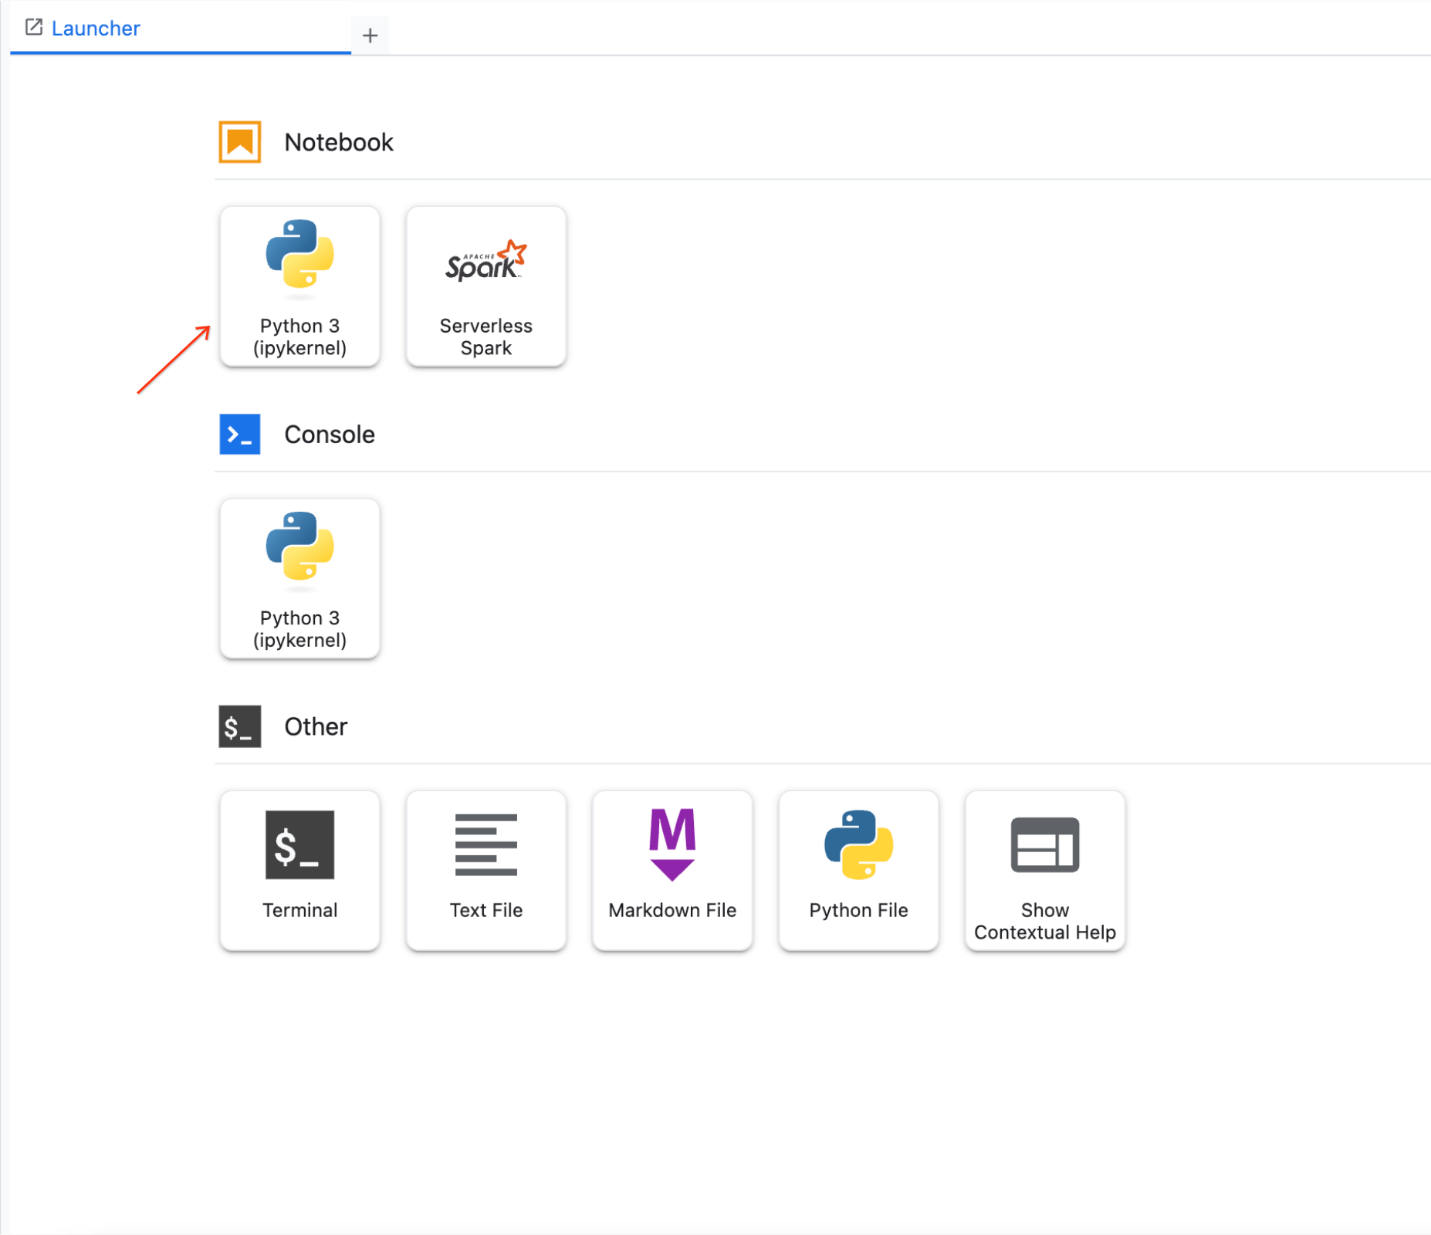 Launcher
+
Notebook
APACHE
Spark
Python 3
(ipykernel)
Serverless
Spark
>_
Console
Python 3
(ipykernel)
$_
Other
$_
M
Terminal
Text File
Markdown File
Python File
Show
Contextual Help